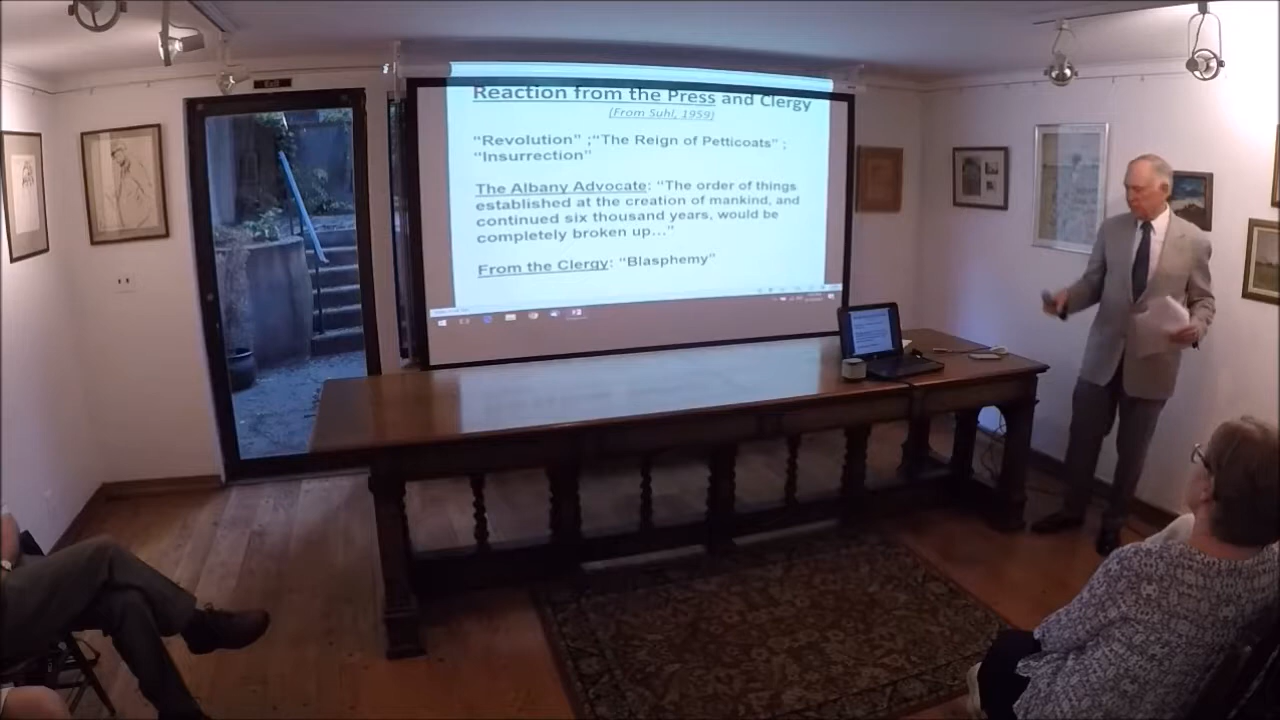 Exit
Reaction from the Press and Clergy
(From Suhl, 1959)
“Revolution” ;“The Reign of Petticoats” ;
“Insurrection”
The Albany Advocate: “The order of things
established at the creation of mankind, and
continued six thousand years, would be
completely broken up…”
From the Clergy: “Blasphemy”